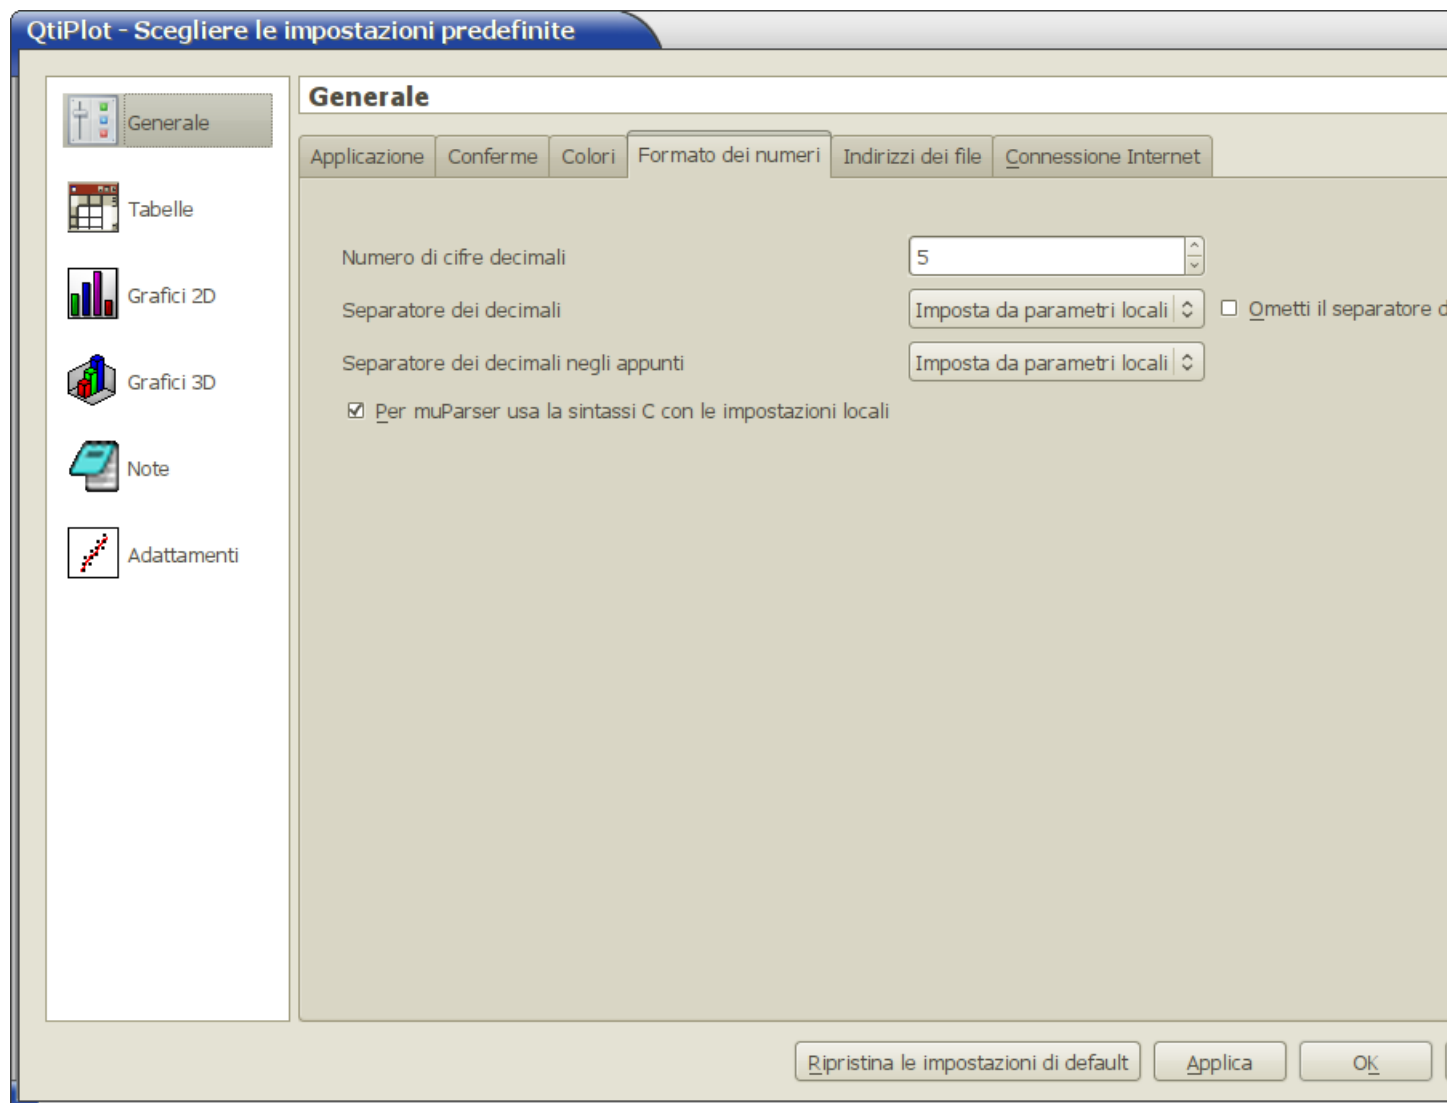 QtiPlot - Scegliere le impostazioni predefinite
Generale
Tabelle
Grafici 2D
Grafici 3D
Note
Adattamenti
Generale
Applicazione Conferme Colori Formato dei numeri Indirizzi dei file Connessione Internet
Numero di cifre decimali 5
Separatore dei decimali Imposta da parametri locali Ometti il separatore
Separatore dei decimali negli appunti Imposta da parametri locali
Per muParser usa la sintassi C con le impostazioni locali
Ripristina le impostazioni di default Applica OK